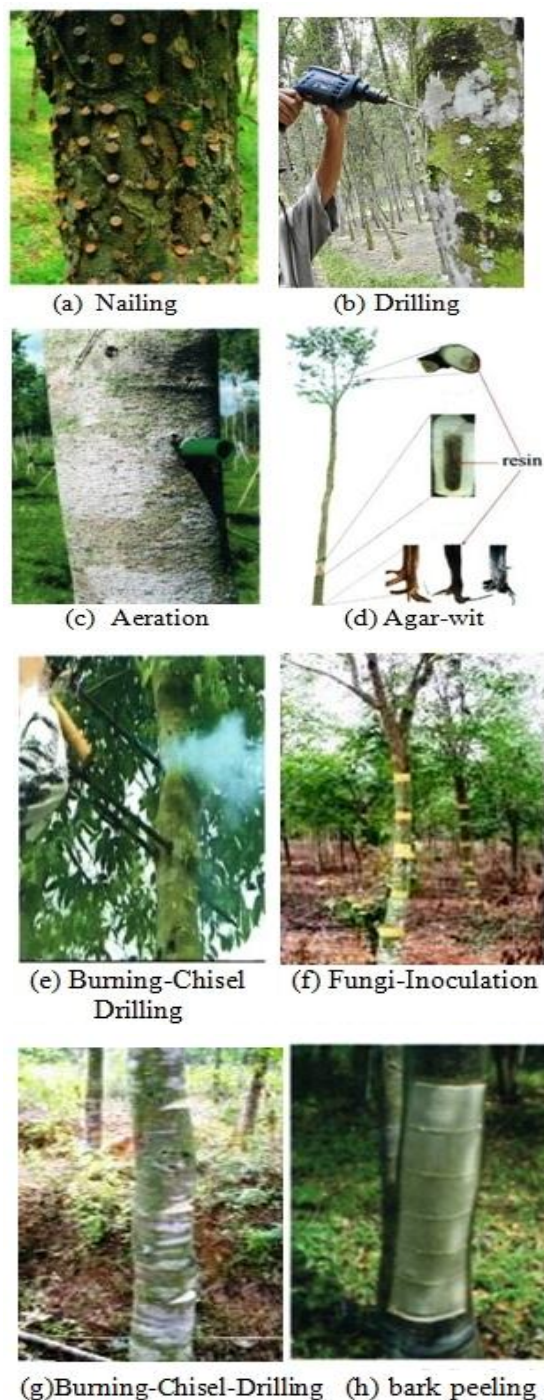 (a) Nailing
(b) Drilling
(c) Aeration
resin
(d) Agar-wit
(e) Burning-Chisel
Drilling
(f) Fungi-Inoculation
(g)Burning-Chisel-Drilling
(h) bark peeling